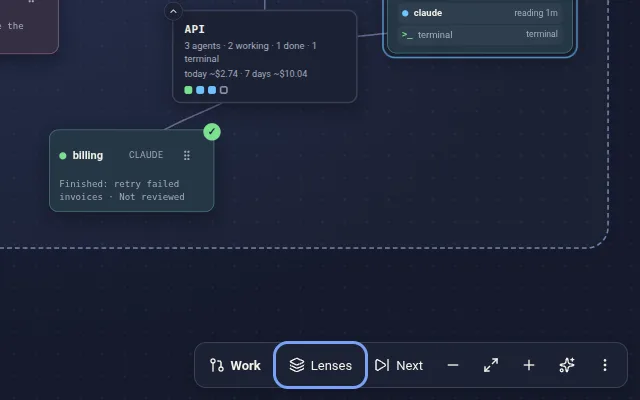 e the
API
3 agents · 2 working · 1 done · 1
terminal
today ~$2.74 · 7 days ~$10.04
claude reading 1m
>_ terminal terminal
billing CLAUDE
Finished: retry failed
invoices · Not reviewed
Work Lenses Next